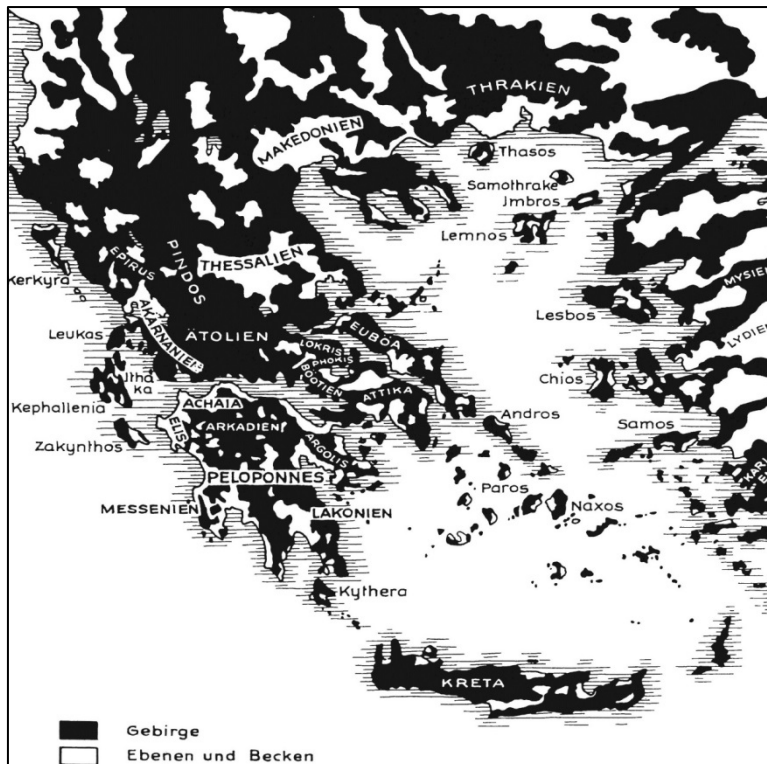 THRAKIEN
MAKEDONIEN
Thasos
Samothrake
Jmbros
Lemnos
PINDOS
EPIRUS
THESSALIEN
Kerkyra
MYSIEN
Lesbos
AKARNANIEN
ÄTOLIEN
EUBÖA
LYDIEN
Leukas
LOKRIS
PHOKIS
BÖOTIEN
Itha
ka
Chios
ATTIKA
Kephallenia
ACHAIA
Andros
ELIS
ARKADIEN
Samos
Zakynthos
ARGOLIS
PELOPONNES
Paros
Naxos
MESSENIEN
LAKONIEN
Kythera
KRETA
Gebirge
Ebenen und Becken